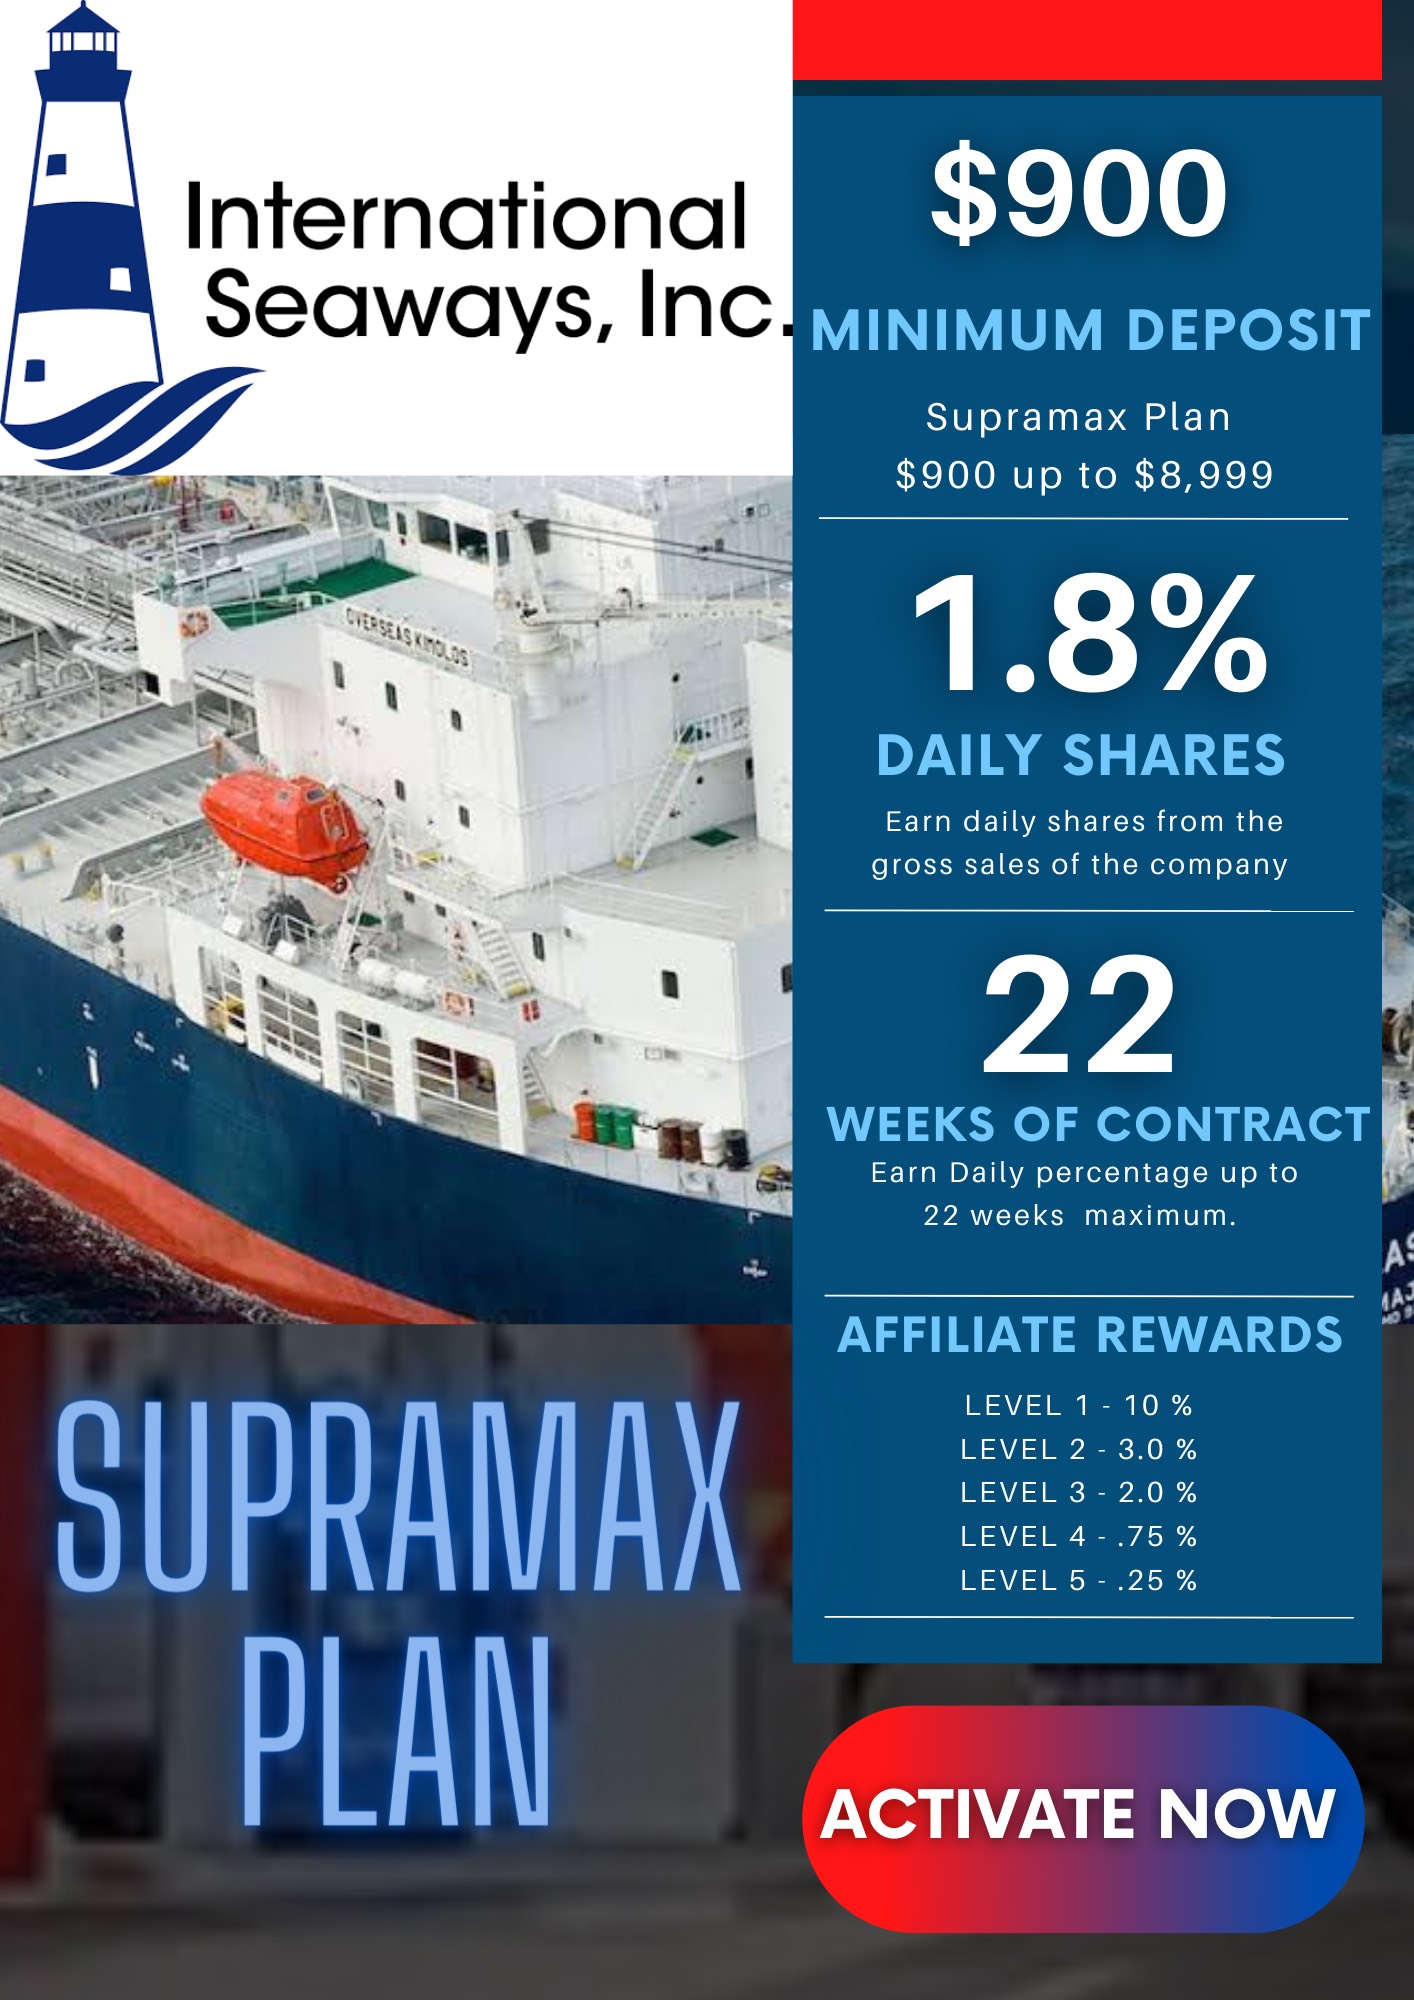 International
Seaways, Inc.
OVERSEAS KIMOLOS
SUPRAMAX
PLAN
$900
MINIMUM DEPOSIT
Supramax Plan
$900 up to $8,999
1.8%
DAILY SHARES
Earn daily shares from the
gross sales of the company
22
WEEKS OF CONTRACT
Earn Daily percentage up to
22 weeks maximum.
AFFILIATE REWARDS
LEVEL 1 - 10 %
LEVEL 2 - 3.0 %
LEVEL 3 - 2.0 %
LEVEL 4 - .75 %
LEVEL 5 - .25 %
ACTIVATE NOW